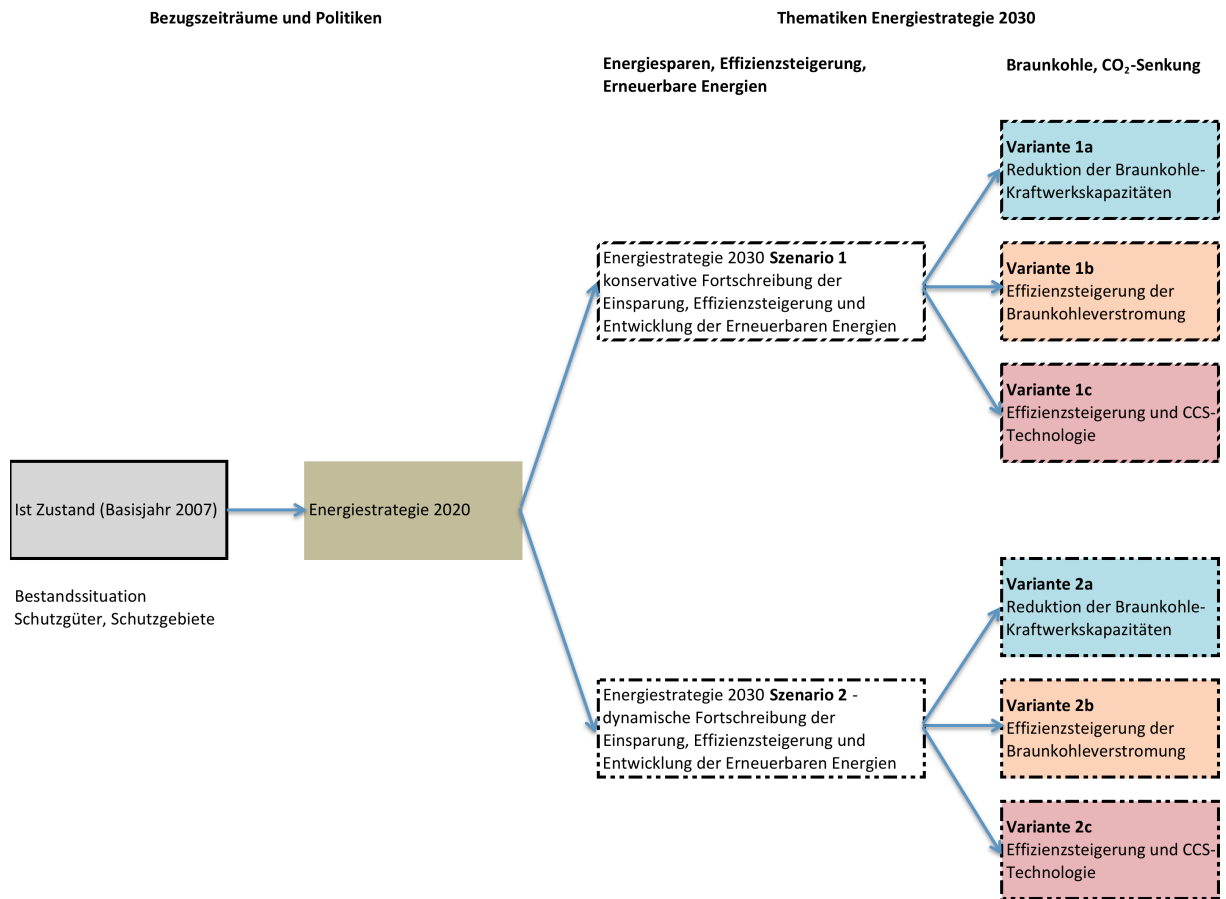 Bezugszeiträume und Politiken
Thematiken Energiestrategie 2030
Energiesparen, Effizienzsteigerung,
Erneuerbare Energien
Braunkohle, CO₂-Senkung
Ist Zustand (Basisjahr 2007)
Bestandssituation
Schutzgüter, Schutzgebiete
Energiestrategie 2020
Energiestrategie 2030 Szenario 1
konservative Fortschreibung der
Einsparung, Effizienzsteigerung und
Entwicklung der Erneuerbaren Energien
Variante 1a
Reduktion der Braunkohle-
Kraftwerkskapazitäten
Variante 1b
Effizienzsteigerung der
Braunkohleverstromung
Variante 1c
Effizienzsteigerung und CCS-
Technologie
Energiestrategie 2030 Szenario 2 -
dynamische Fortschreibung der
Einsparung, Effizienzsteigerung und
Entwicklung der Erneuerbaren Energien
Variante 2a
Reduktion der Braunkohle-
Kraftwerkskapazitäten
Variante 2b
Effizienzsteigerung der
Braunkohleverstromung
Variante 2c
Effizienzsteigerung und CCS-
Technologie